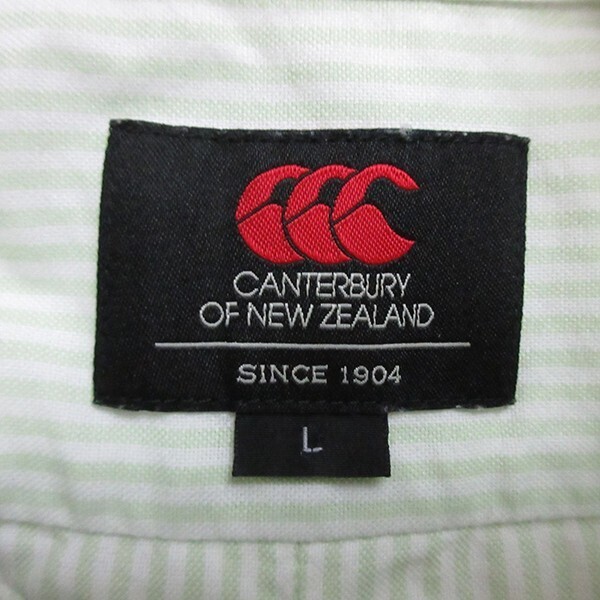 CANTERBURY
OF NEW ZEALAND
SINCE 1904
L